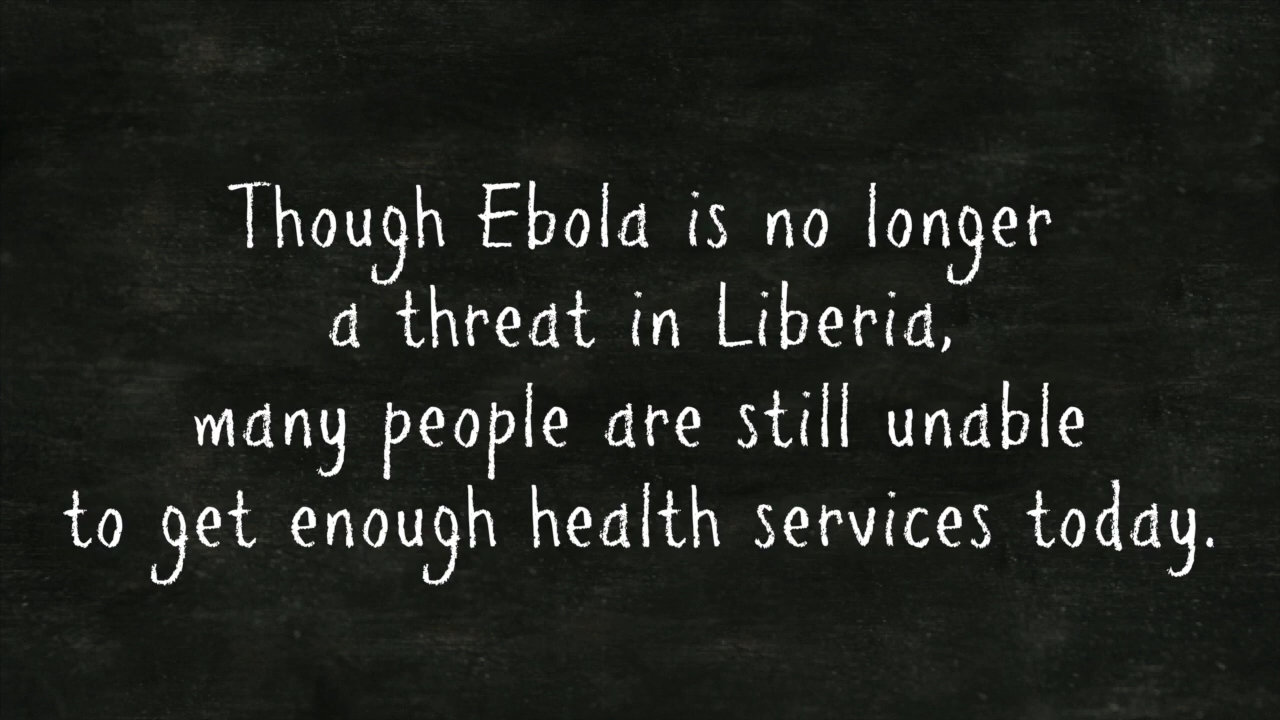 Though Ebola is no longer
a threat in Liberia,
many people are still unable
to get enough health services today.